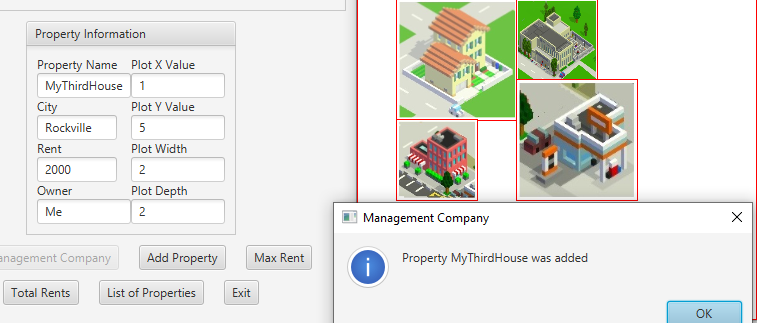 Property Information
Property Name Plot X Value
MyThirdHouse 1
City Plot Y Value
Rockville 5
Rent Plot Width
2000 2
Owner Plot Depth
Me 2
anagement Company Add Property Max Rent
Total Rents List of Properties Exit
Management Company
Property MyThirdHouse was added
OK